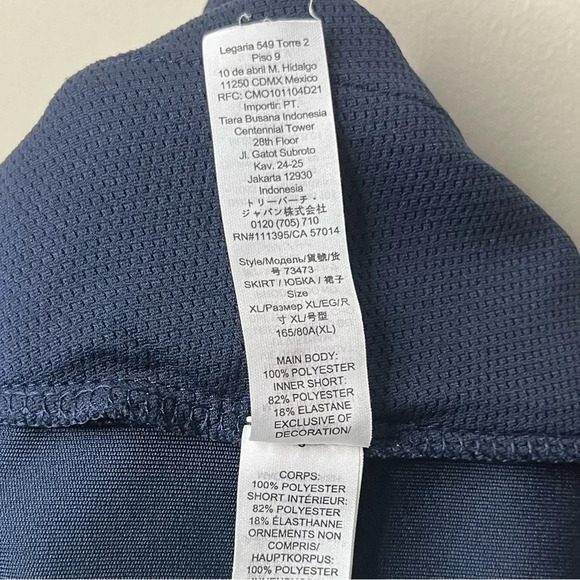 Legaria 549 Torre 2
Piso 9
10 de abril M. Hidalgo
11250 CDMX Mexico
RFC: CMO101104D21
Importir: PT.
Tiara Busana Indonesia
Centennial Tower
28th Floor
Jl. Gatot Subroto
Kav. 24-25
Jakarta 12930
Indonesia
トリーバーチ・
ジャパン株式会社
0120 (705) 710
RN#111395/CA 57014
Style/Модель/貨號/货
号 73473
SKIRT / ЮБКА / 裙子
Size
XL/Размер XL/EG/尺
寸 XL/号型
165/80A(XL)
MAIN BODY:
100% POLYESTER
INNER SHORT:
82% POLYESTER
18% ELASTANE
EXCLUSIVE OF
DECORATION/
CORPS:
100% POLYESTER
SHORT INTÉRIEUR:
82% POLYESTER
18% ÉLASTHANNE
ORNEMENTS NON
COMPRIS/
HAUPTKORPUS:
100% POLYESTER